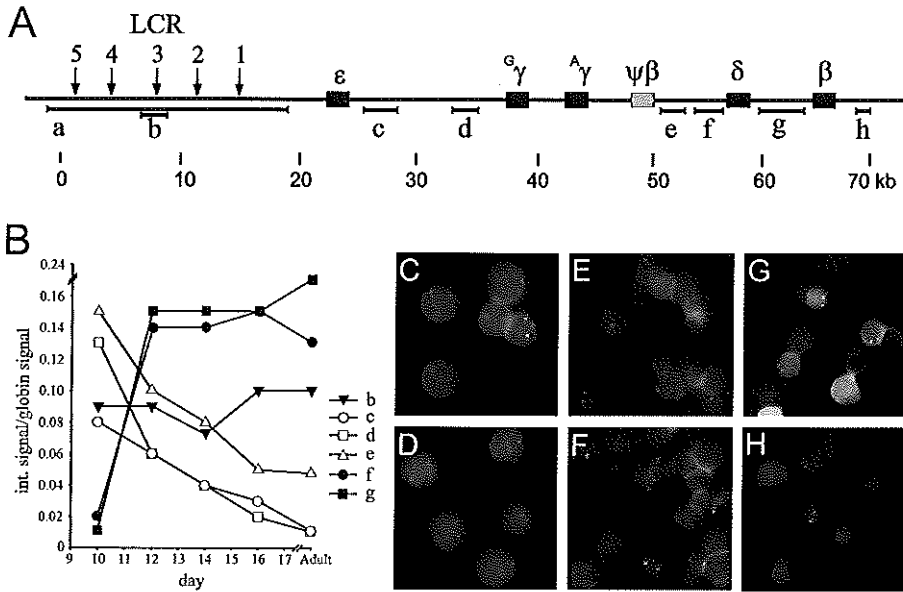 A
LCR
5 4 3 2 1
ε Gγ Aγ ψβ δ β
a b c d e f g h
0 10 20 30 40 50 60 70 kb
B
0.24
0.16
0.14
0.12
0.10
0.08
0.06
0.04
0.02
0
int. signal/globin signal
9 10 11 12 13 14 15 16 17 Adult
day
b
c
d
e
f
g
C E G
D F H